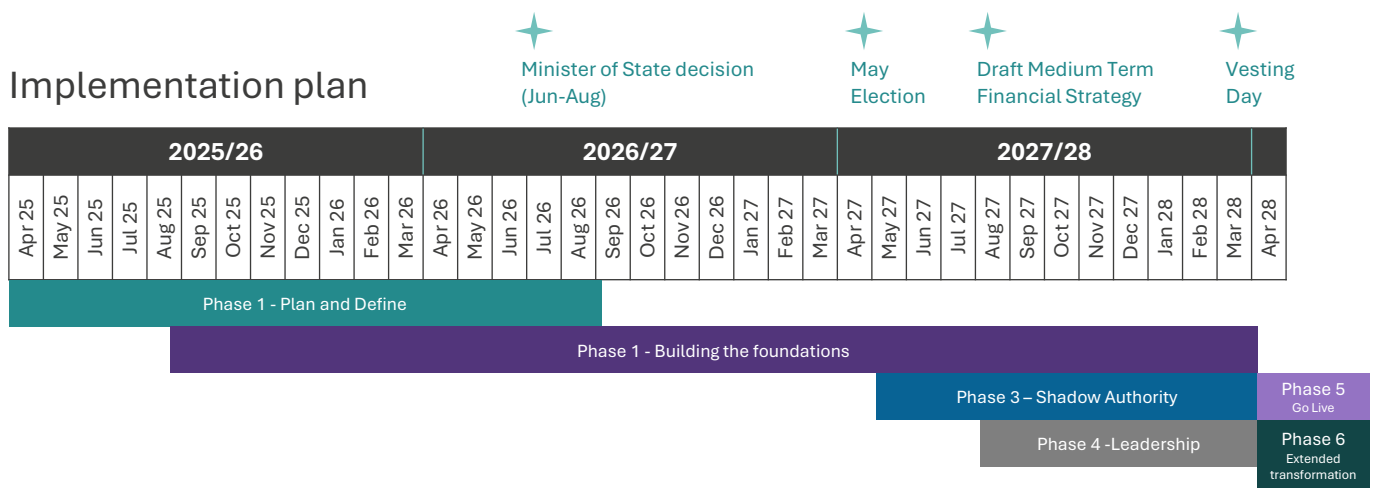 Implementation plan
Minister of State decision
(Jun-Aug)
May
Election
Draft Medium Term
Financial Strategy
Vesting
Day
2025/26
2026/27
2027/28
Apr 25
May 25
Jun 25
Jul 25
Aug 25
Sep 25
Oct 25
Nov 25
Dec 25
Jan 26
Feb 26
Mar 26
Apr 26
May 26
Jun 26
Jul 26
Aug 26
Sep 26
Oct 26
Nov 26
Dec 26
Jan 27
Feb 27
Mar 27
Apr 27
May 27
Jun 27
Jul 27
Aug 27
Sep 27
Oct 27
Nov 27
Dec 27
Jan 28
Feb 28
Mar 28
Apr 28
Phase 1 - Plan and Define
Phase 1 - Building the foundations
Phase 3 – Shadow Authority
Phase 5
Go Live
Phase 4 -Leadership
Phase 6
Extended
transformation